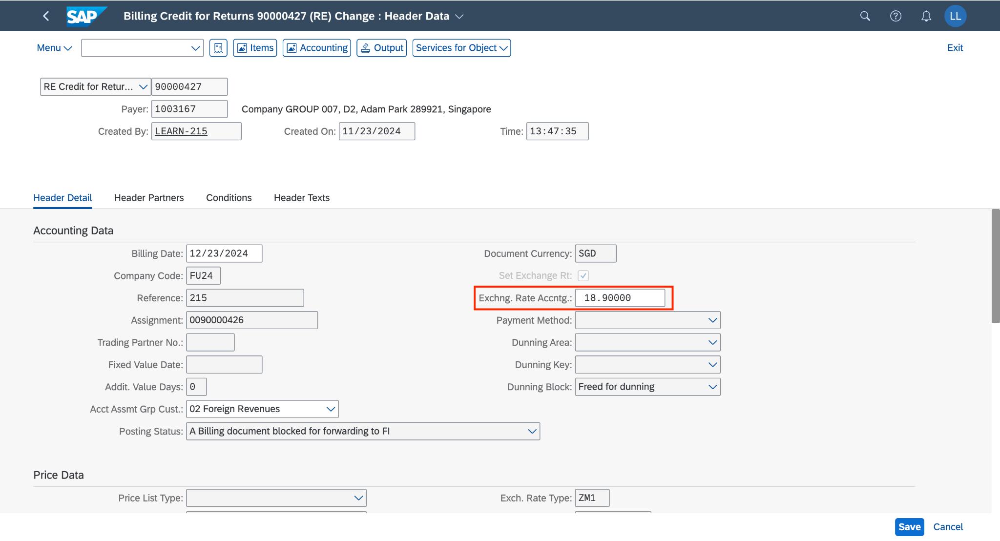 SAP Billing Credit for Returns 90000427 (RE) Change : Header Data LL
Menu Items Accounting Output Services for Object Exit
RE Credit for Retur... 90000427
Payer: 1003167 Company GROUP 007, D2, Adam Park 289921, Singapore
Created By: LEARN-215 Created On: 11/23/2024 Time: 13:47:35
Header Detail Header Partners Conditions Header Texts
Accounting Data
Billing Date: 12/23/2024 Document Currency: SGD
Company Code: FU24 Set Exchange Rt:
Reference: 215 Exchng. Rate Accntg.: 18.90000
Assignment: 0090000426 Payment Method:
Trading Partner No.: Dunning Area:
Fixed Value Date: Dunning Key:
Addit. Value Days: 0 Dunning Block: Freed for dunning
Acct Assmt Grp Cust.: 02 Foreign Revenues
Posting Status: A Billing document blocked for forwarding to FI
Price Data
Price List Type: Exch. Rate Type: ZM1
Save Cancel